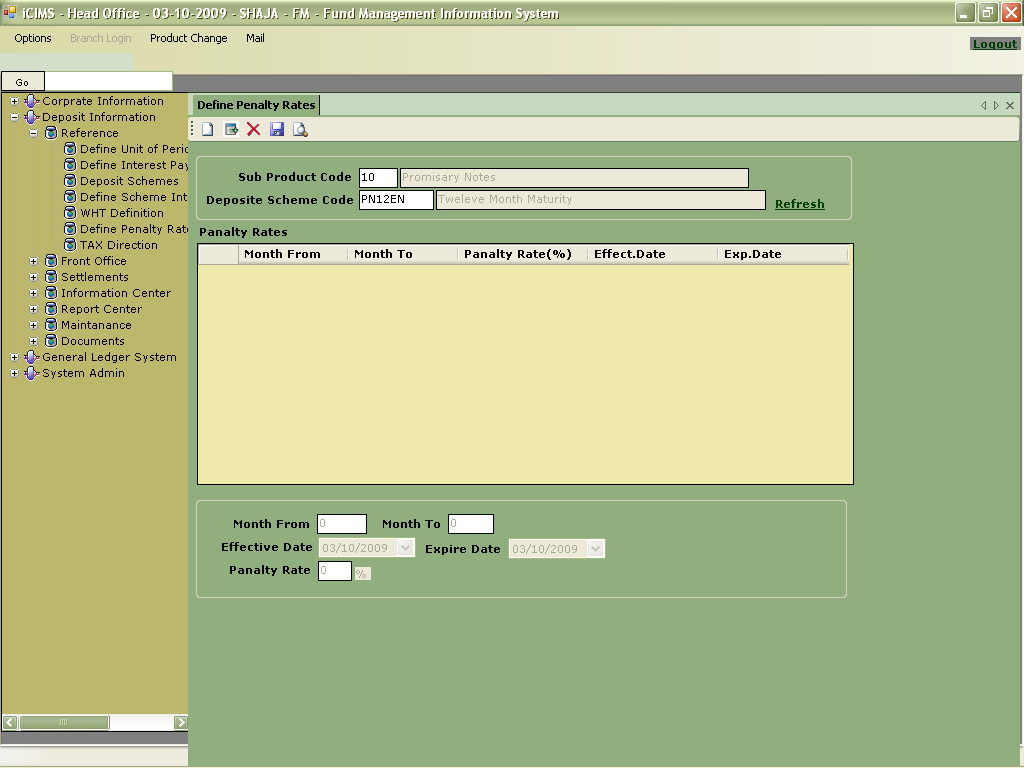 iCIMS - Head Office - 03-10-2009 - SHAJA - FM - Fund Management Information System
Options Branch Login Product Change Mail
Logout
Go
Corprate Information
Deposit Information
Reference
Define Unit of Peric
Define Interest Pay
Deposit Schemes
Define Scheme Int
WHT Definition
Define Penalty Rate
TAX Direction
Front Office
Settlements
Information Center
Report Center
Maintanance
Documents
General Ledger System
System Admin
Define Penalty Rates
Sub Product Code 10 Promisary Notes
Deposite Scheme Code PN12EN Tweleve Month Maturity Refresh
Panalty Rates
Month From Month To Panalty Rate(%) Effect.Date Exp.Date
Month From 0 Month To 0
Effective Date 03/10/2009 Expire Date 03/10/2009
Panalty Rate 0 %